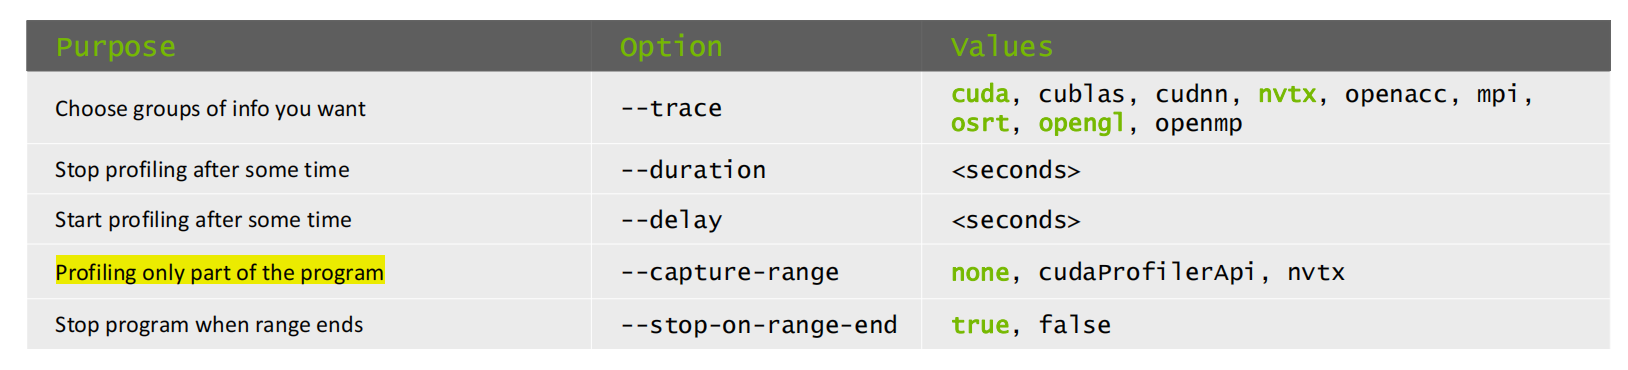 Purpose Option Values
Choose groups of info you want --trace cuda, cublas, cudnn, nvtx, openacc, mpi,
osrt, opengl, openmp
Stop profiling after some time --duration <seconds>
Start profiling after some time --delay <seconds>
Profiling only part of the program --capture-range none, cudaProfilerApi, nvtx
Stop program when range ends --stop-on-range-end true, false